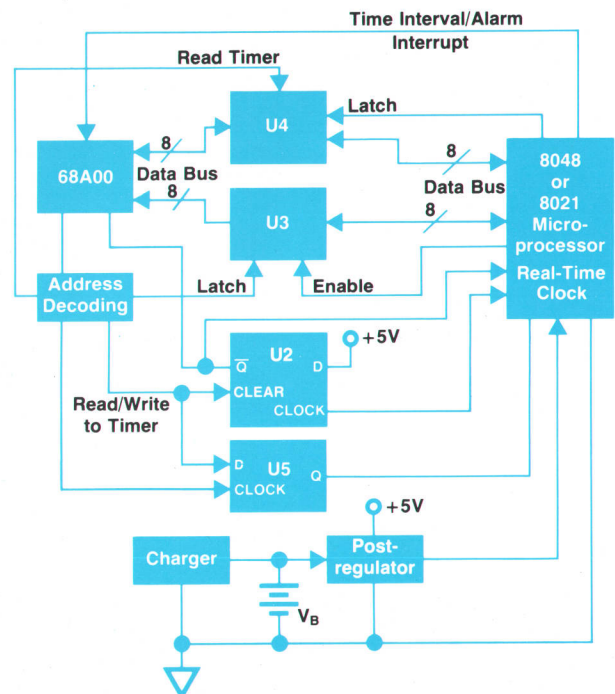 Time Interval/Alarm
Interrupt
Read Timer
U4
Latch
8
8
68A00
Data Bus
8
U3
Data Bus
8
8048
or
8021
Micro-
processor
Real-Time
Clock
Address
Decoding
Latch
Enable
+5V
Q̅
U2
D
CLEAR
CLOCK
Read/Write
to Timer
D
U5
Q
CLOCK
+5V
Charger
Post-
regulator
VB